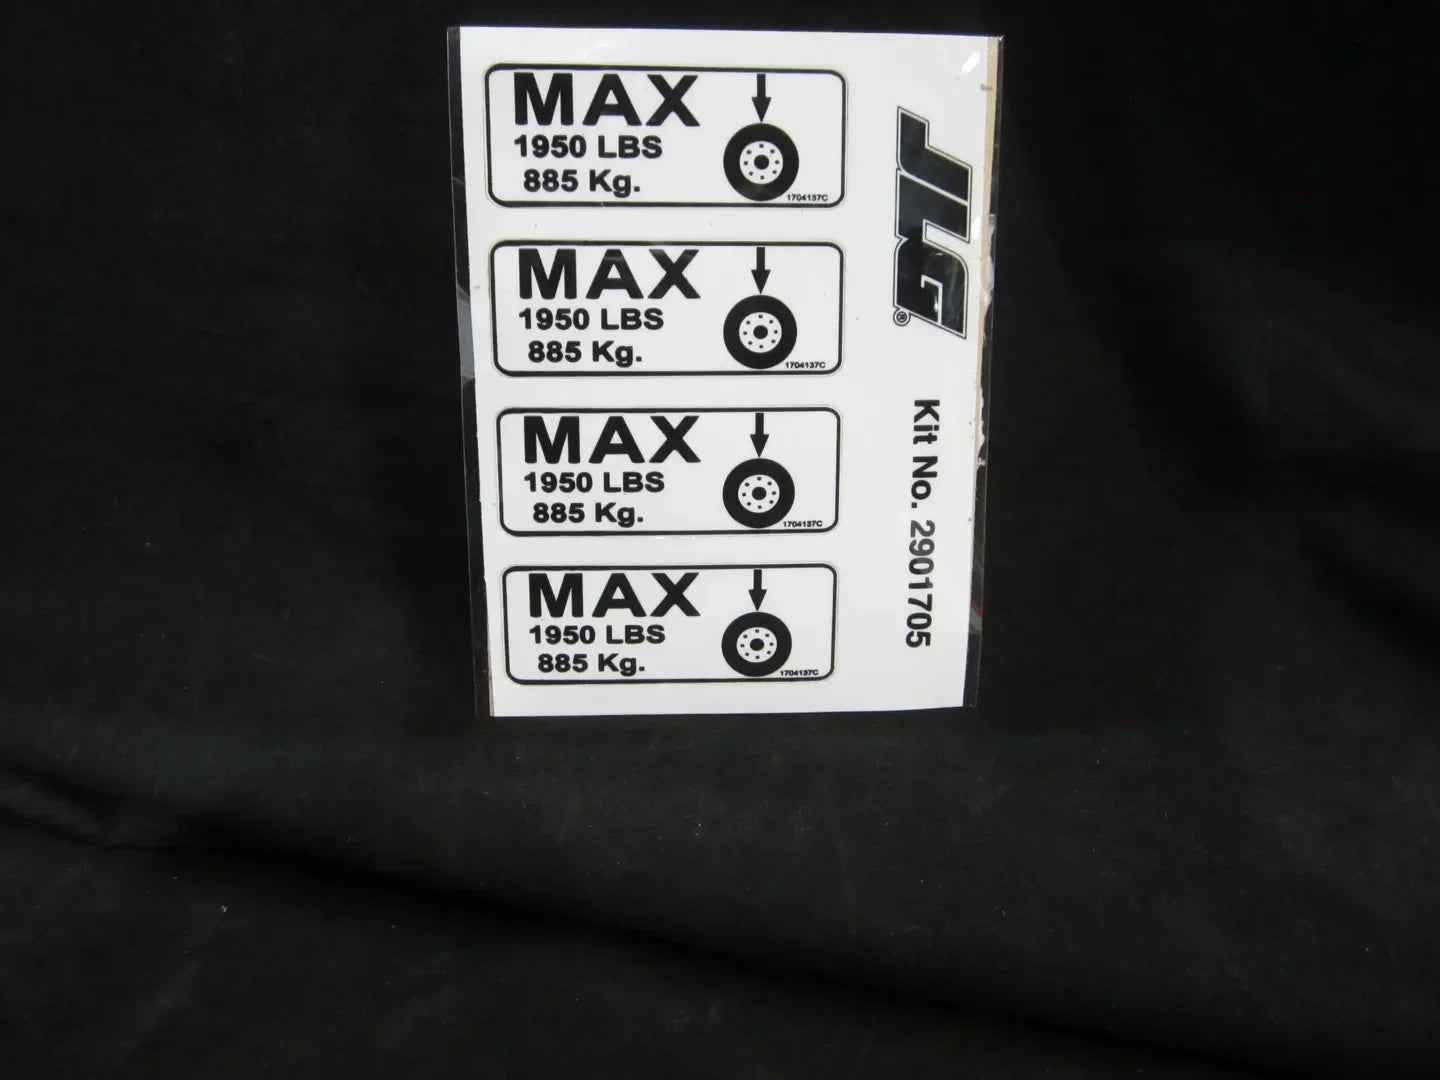 MAX
1950 LBS
885 Kg.
1704137C
MAX
1950 LBS
885 Kg.
1704137C
MAX
1950 LBS
885 Kg.
1704137C
MAX
1950 LBS
885 Kg.
1704137C
JLG®
Kit No. 2901705